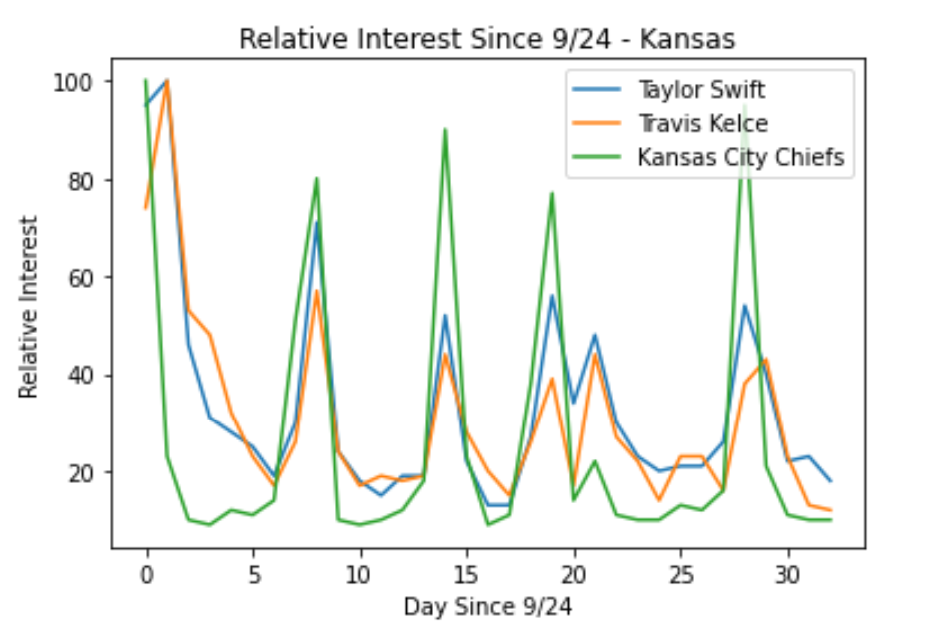 Relative Interest Since 9/24 - Kansas
Taylor Swift
Travis Kelce
Kansas City Chiefs
Relative Interest
100
80
60
40
20
0 5 10 15 20 25 30
Day Since 9/24